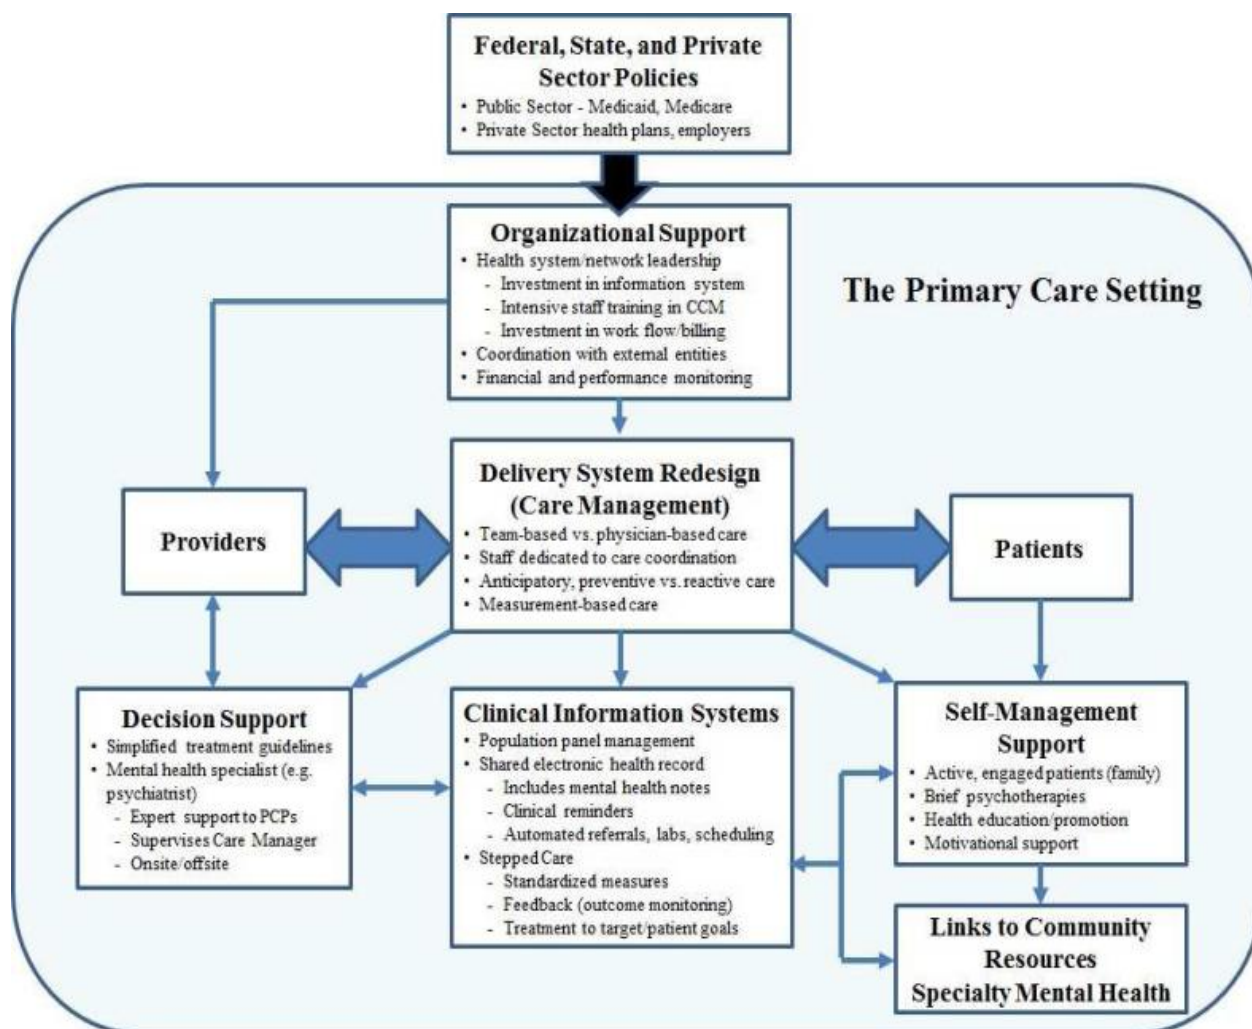 Federal, State, and Private
Sector Policies
• Public Sector - Medicaid, Medicare
• Private Sector health plans, employers
Organizational Support
• Health system/network leadership
- Investment in information system
- Intensive staff training in CCM
- Investment in work flow/billing
• Coordination with external entities
• Financial and performance monitoring
The Primary Care Setting
Delivery System Redesign
(Care Management)
• Team-based vs. physician-based care
• Staff dedicated to care coordination
• Anticipatory, preventive vs. reactive care
• Measurement-based care
Providers
Patients
Decision Support
• Simplified treatment guidelines
• Mental health specialist (e.g.
psychiatrist)
- Expert support to PCPs
- Supervises Care Manager
- Onsite/offsite
Clinical Information Systems
• Population panel management
• Shared electronic health record
- Includes mental health notes
- Clinical reminders
- Automated referrals, labs, scheduling
• Stepped Care
- Standardized measures
- Feedback (outcome monitoring)
- Treatment to target/patient goals
Self-Management
Support
• Active, engaged patients (family)
• Brief psychotherapies
• Health education/promotion
• Motivational support
Links to Community
Resources
Specialty Mental Health